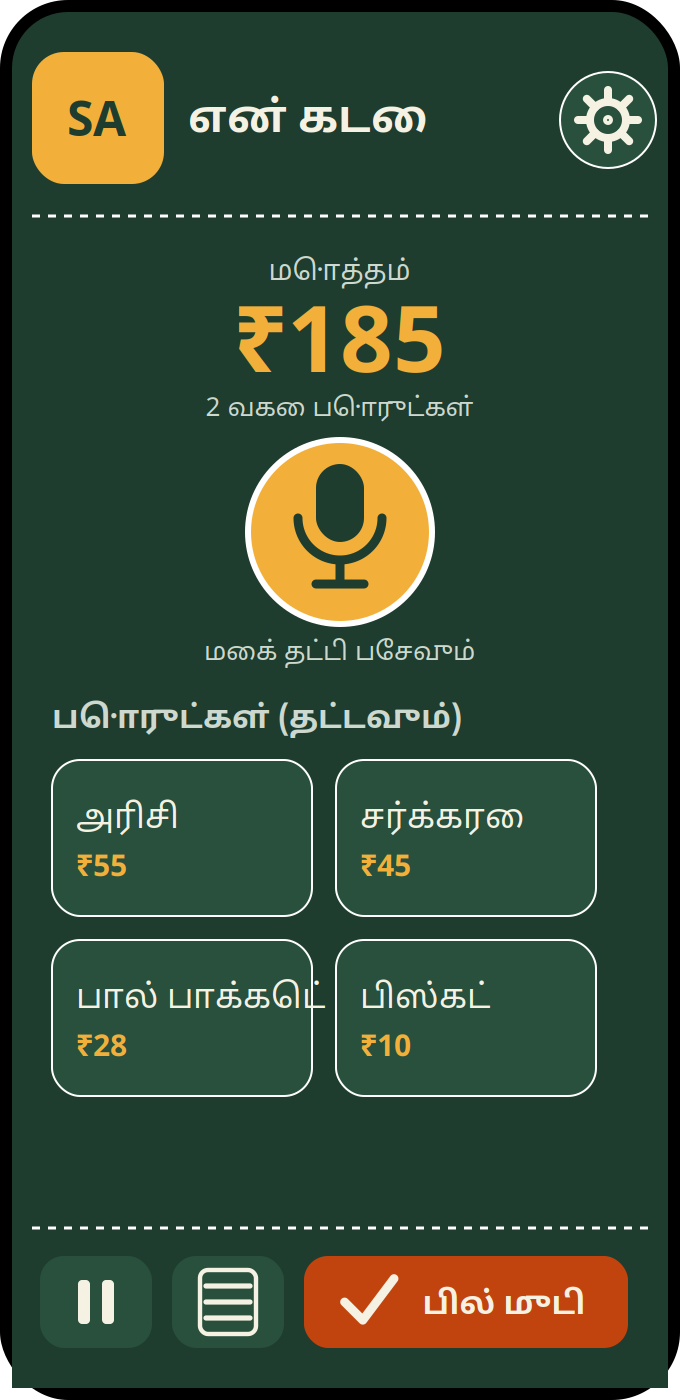 SA
என் கடை
மொத்தம்
₹185
2 வகை பொருட்கள்
மைக் தட்டி பேசவும்
பொருட்கள் (தட்டவும்)
அரிசி
₹55
சர்க்கரை
₹45
பால் பாக்கெட்
₹28
பிஸ்கட்
₹10
பில் முடி